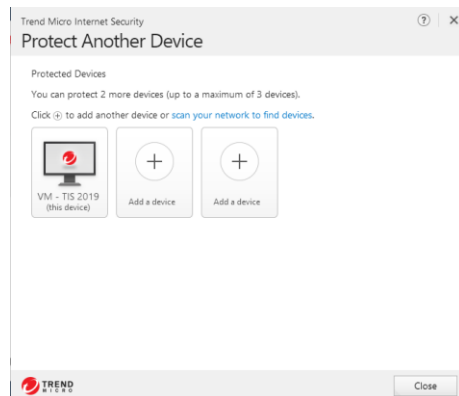 Trend Micro Internet Security
Protect Another Device
Protected Devices
You can protect 2 more devices (up to a maximum of 3 devices).
Click ⊕ to add another device or scan your network to find devices.
VM - TIS 2019
(this device)
Add a device
Add a device
TREND
MICRO
Close